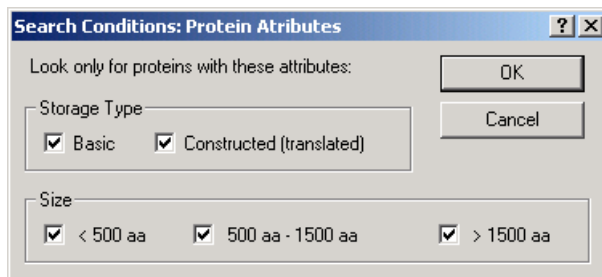 Search Conditions: Protein Atributes
Look only for proteins with these attributes:
OK
Storage Type
Basic Constructed (translated)
Cancel
Size
< 500 aa 500 aa - 1500 aa > 1500 aa